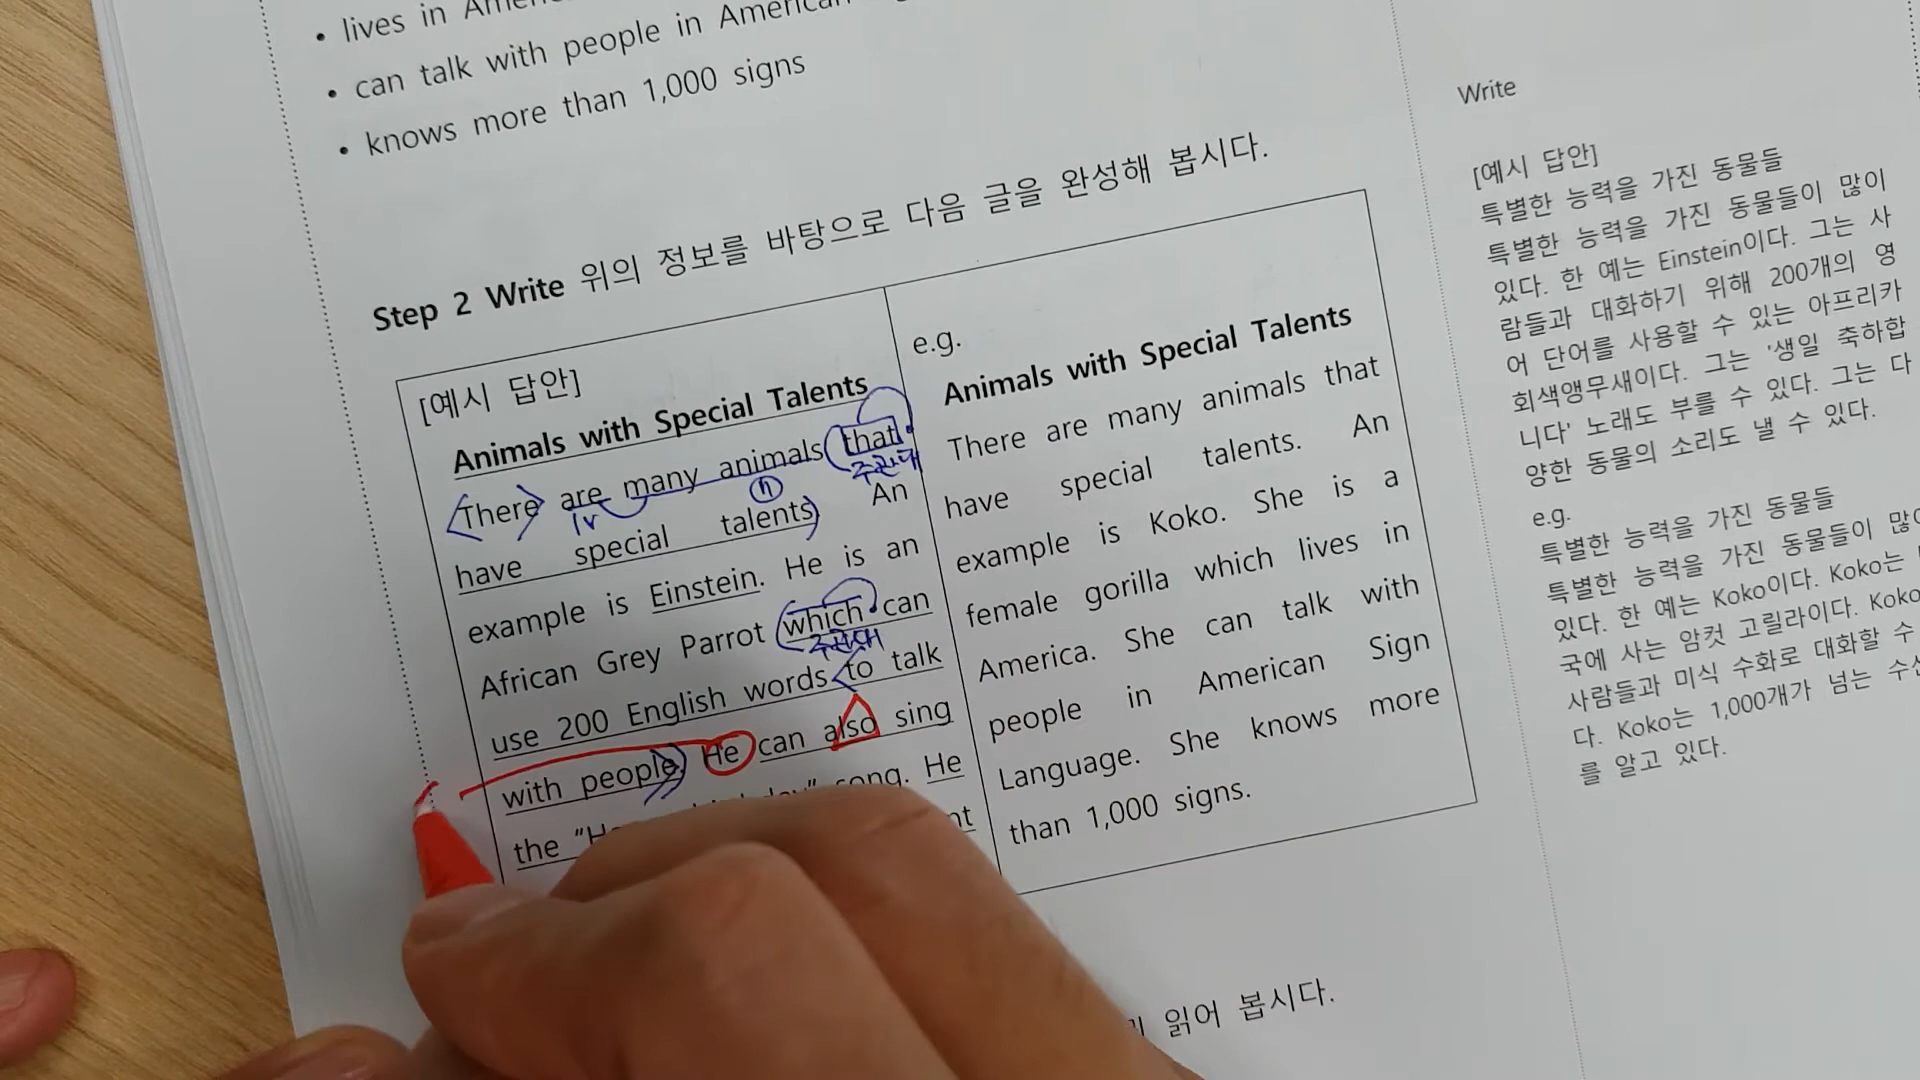 • lives in
• can talk with people in American
• knows more than 1,000 signs
Step 2 Write 위의 정보를 바탕으로 다음 글을 완성해 봅시다.
[예시 답안]
Animals with Special Talents
There are many animals that
주관대
ⓝ
1v
have special talents) An
example is Einstein. He is an
African Grey Parrot which can
주관대
use 200 English words to talk
with people. He can also sing
the song. He
e.g.
Animals with Special Talents
There are many animals that
have special talents. An
example is Koko. She is a
female gorilla which lives in
America. She can talk with
people in American Sign
Language. She knows more
than 1,000 signs.
읽어 봅시다.
Write
[예시 답안]
특별한 능력을 가진 동물들
특별한 능력을 가진 동물들이 많이
있다. 한 예는 Einstein이다. 그는 사
람들과 대화하기 위해 200개의 영
어 단어를 사용할 수 있는 아프리카
회색앵무새이다. 그는 '생일 축하합
니다' 노래도 부를 수 있다. 그는 다
양한 동물의 소리도 낼 수 있다.
e.g.
특별한 능력을 가진 동물들
특별한 능력을 가진 동물들이
있다. 한 예는 Koko이다. Koko는
국에 사는 암컷 고릴라이다. Koko
사람들과 미식 수화로 대화할 수
다. Koko는 1,000개가 넘는
를 알고 있다.